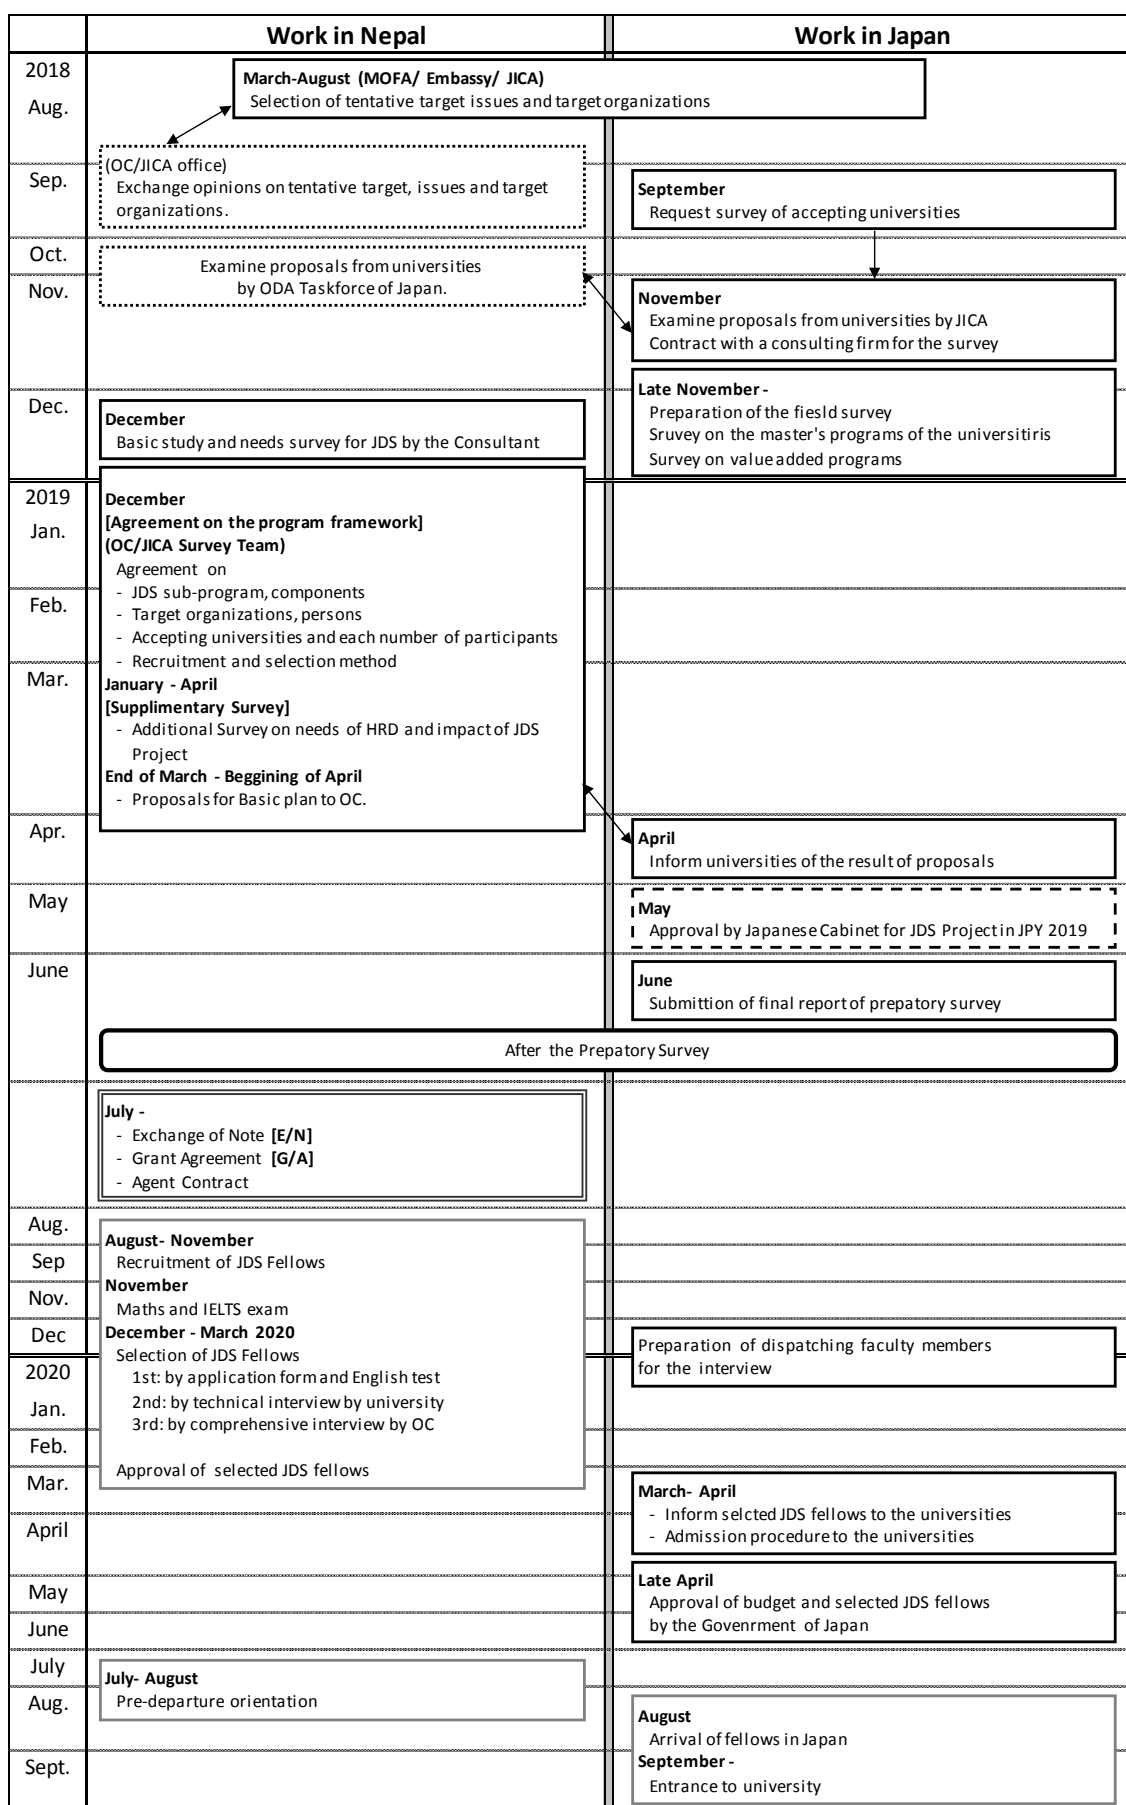 Work in Nepal
Work in Japan
2018
Aug.
March-August (MOFA/ Embassy/ JICA)
Selection of tentative target issues and target organizations
Sep.
(OC/JICA office)
Exchange opinions on tentative target, issues and target
organizations.
September
Request survey of accepting universities
Oct.
Examine proposals from universities
by ODA Taskforce of Japan.
Nov.
November
Examine proposals from universities by JICA
Contract with a consulting firm for the survey
Late November -
Preparation of the fiesld survey
Sruvey on the master's programs of the universitiris
Survey on value added programs
Dec.
December
Basic study and needs survey for JDS by the Consultant
2019
Jan.
December
[Agreement on the program framework]
(OC/JICA Survey Team)
Agreement on
- JDS sub-program, components
Feb.
- Target organizations, persons
- Accepting universities and each number of participants
- Recruitment and selection method
Mar.
January - April
[Supplimentary Survey]
- Additional Survey on needs of HRD and impact of JDS
Project
End of March - Beggining of April
- Proposals for Basic plan to OC.
Apr.
April
Inform universities of the result of proposals
May
May
Approval by Japanese Cabinet for JDS Project in JPY 2019
June
June
Submittion of final report of prepatory survey
After the Prepatory Survey
July -
- Exchange of Note [E/N]
- Grant Agreement [G/A]
- Agent Contract
Aug.
August- November
Sep
Recruitment of JDS Fellows
Nov.
November
Maths and IELTS exam
Dec
December - March 2020
Selection of JDS Fellows
Preparation of dispatching faculty members
for the interview
2020
Jan.
1st: by application form and English test
2nd: by technical interview by university
3rd: by comprehensive interview by OC
Feb.
Approval of selected JDS fellows
Mar.
March- April
- Inform selcted JDS fellows to the universities
- Admission procedure to the universities
April
Late April
Approval of budget and selected JDS fellows
by the Govenrment of Japan
May
June
July
July- August
Pre-departure orientation
Aug.
August
Arrival of fellows in Japan
Sept.
September -
Entrance to university